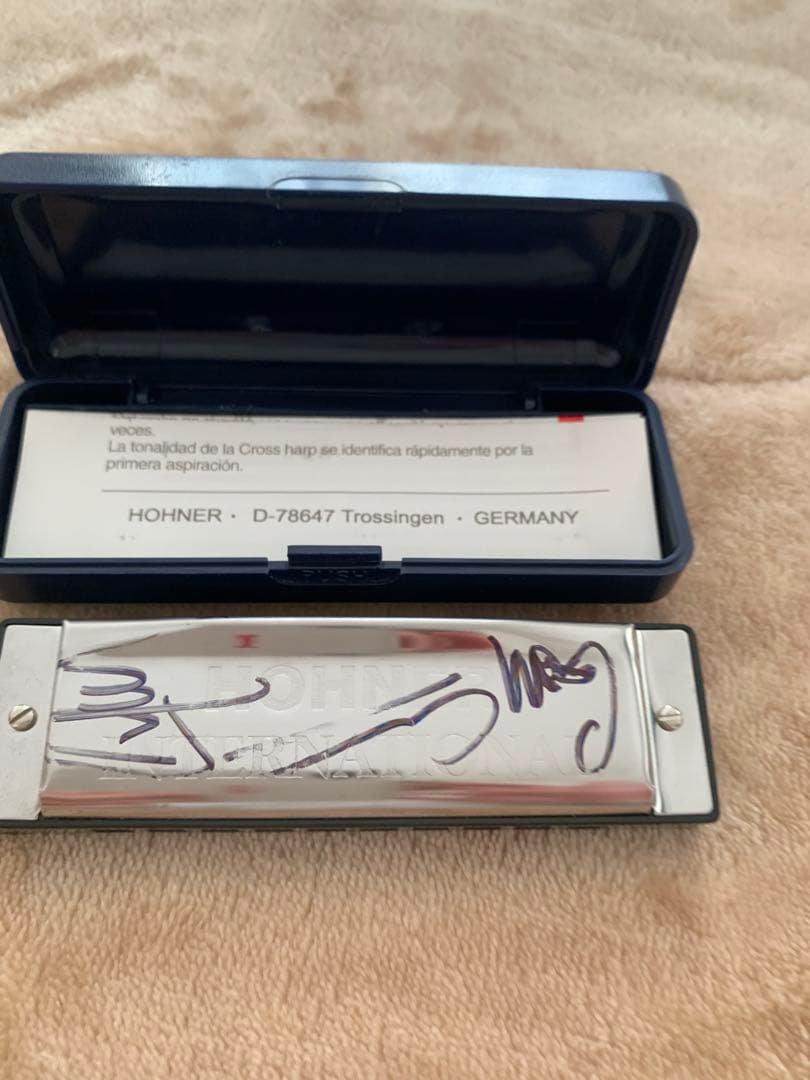 veces.
La tonalidad de la Cross harp se identifica rápidamente por la
primera aspiración.
HOHNER · D-78647 Trossingen · GERMANY
PUSH
HOHNER
INTERNATIONAL